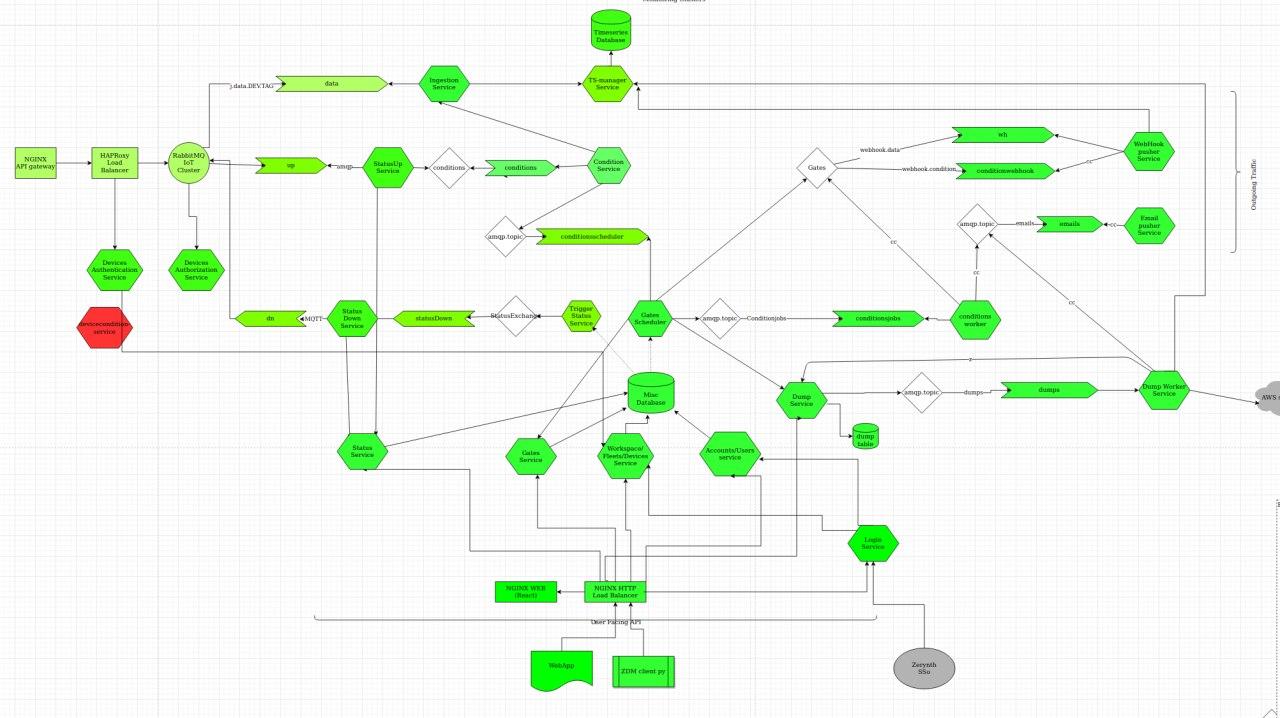 Timeseries
Database
j.data.DEV.TAG
data
Ingestion
Service
TS-manager
Service
NGINX
API gateway
HAProxy
Load
Balancer
RabbitMQ
IoT
Cluster
up
amqp
StatusUp
Service
conditions
conditions
Condition
Service
Gates
webhook.data
wh
webhook.condition
conditionwebhook
cc
WebHook
pusher
Service
Outgoing Traffic
amqp.topic
conditionsscheduler
amqp.topic
emails
emails
cc
Email
pusher
Service
cc
cc
cc
Devices
Authentication
Service
Devices
Authorization
Service
devicecondition
service
dn
MQTT
Status
Down
Service
statusDown
StatusExchang
Trigger
Status
Service
Gates
Scheduler
amqp.topic
Conditionjobs
conditionsjobs
conditions
worker
Misc
Database
Dump
Service
amqp.topic
dumps
dumps
Dump Worker
Service
AWS s
dump
table
Status
Service
Gates
Service
Workspace/
Fleets/Devices
Service
Accounts/Users
service
Login
Service
NGINX WEB
(React)
NGINX HTTP
Load Balancer
User Facing API
WebApp
ZDM client py
Zerynth
SSo